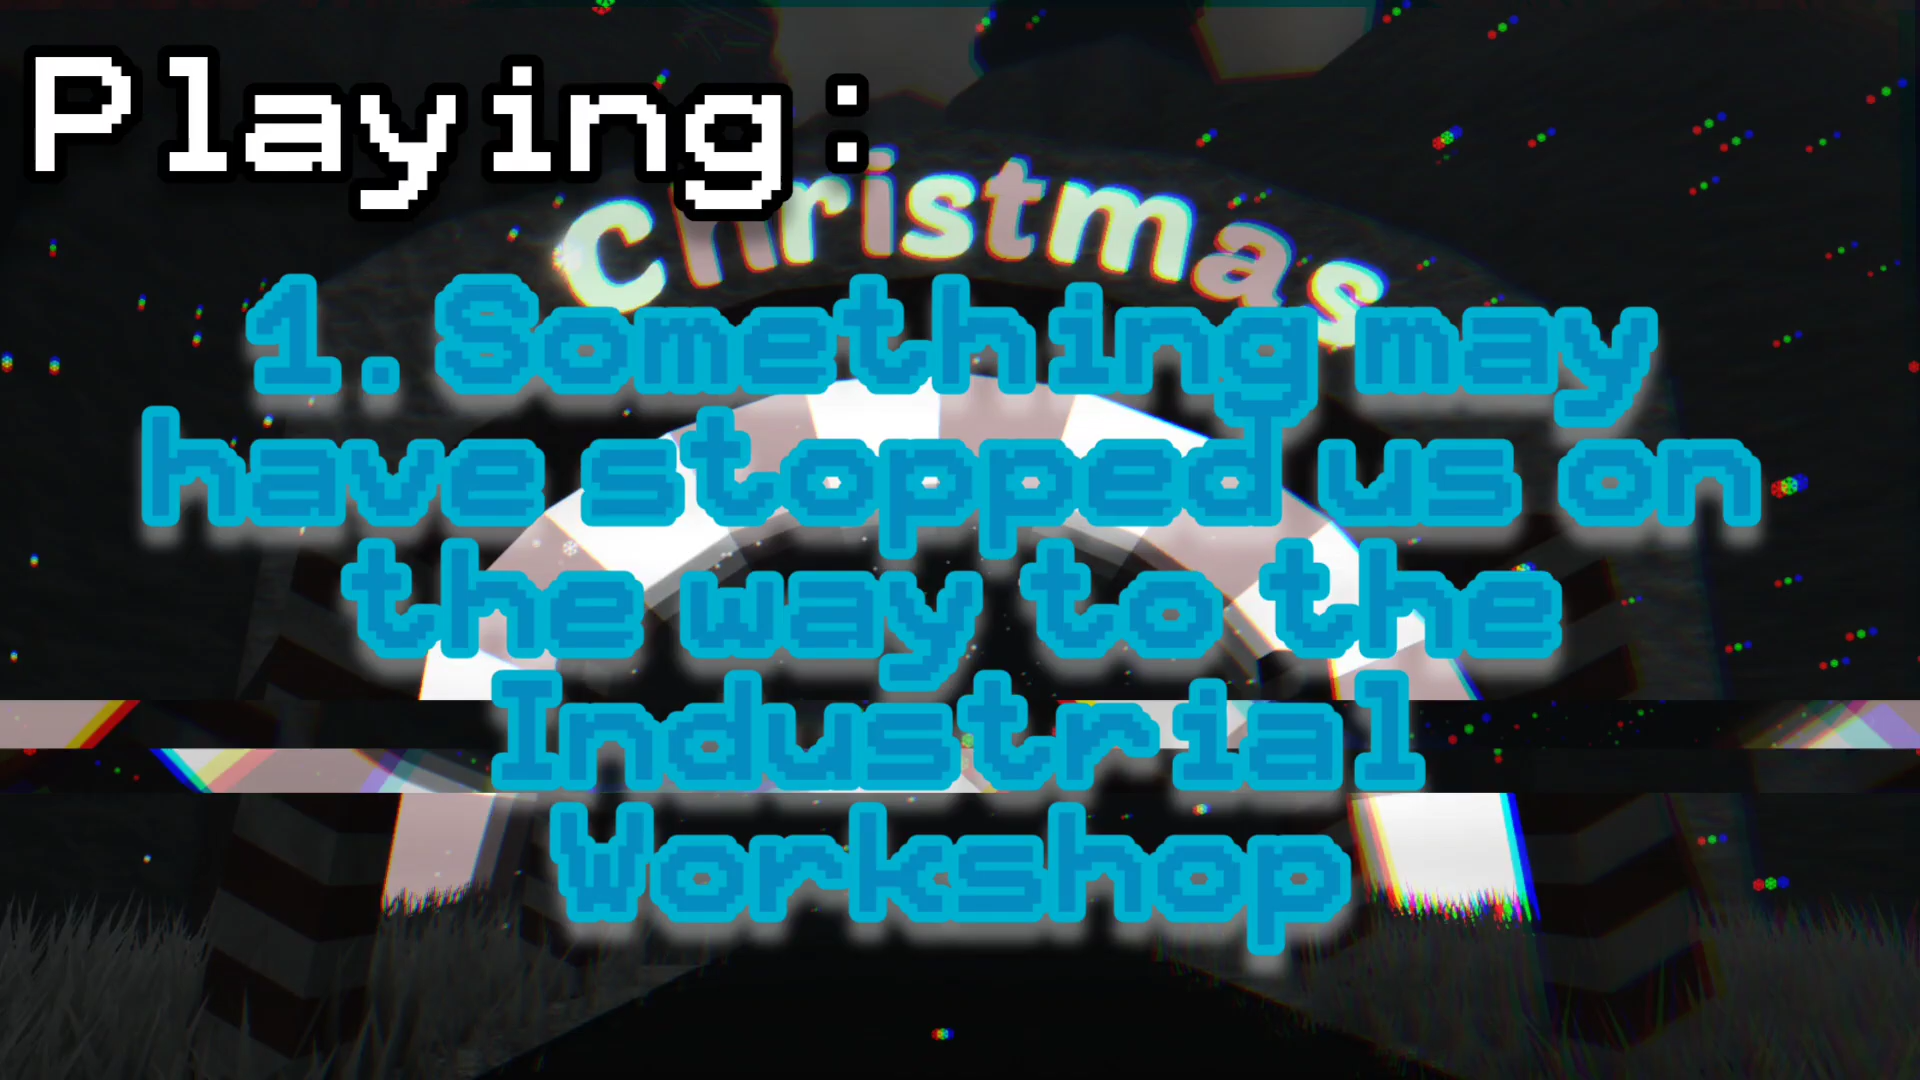 Playing:
Christmas
1. Something may
have stopped us on
the way to the
Industrial
Workshop